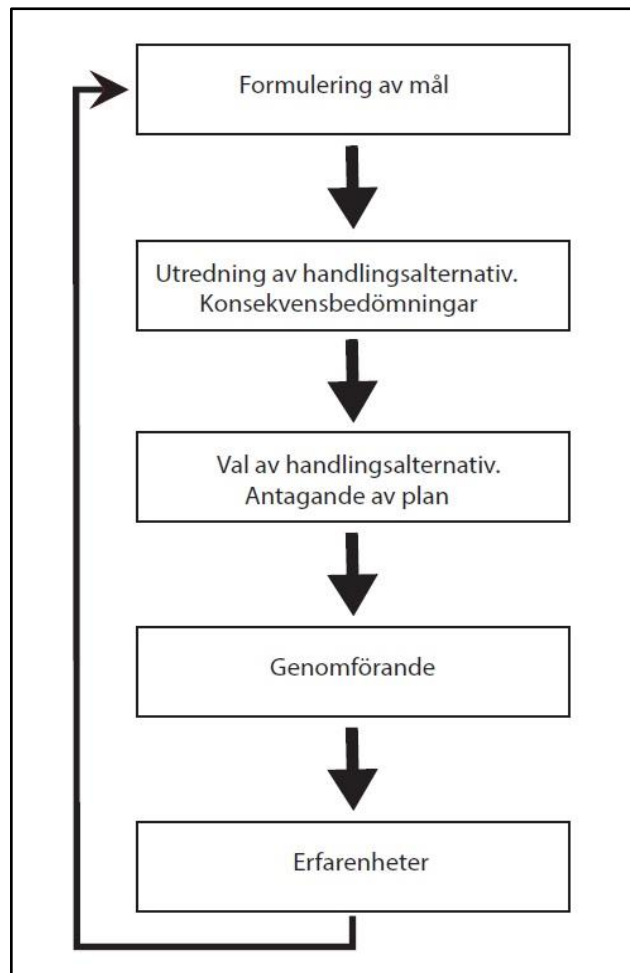 Formulering av mål
Utredning av handlingsalternativ.
Konsekvensbedömningar
Val av handlingsalternativ.
Antagande av plan
Genomförande
Erfarenheter